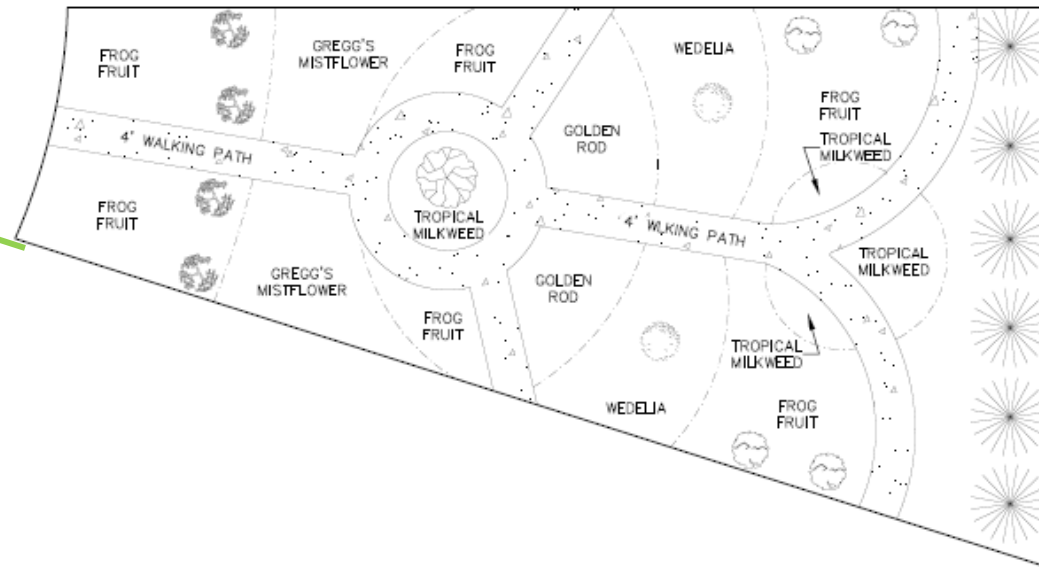 FROG
FRUIT
GREGG'S
MISTFLOWER
FROG
FRUIT
WEDELIA
FROG
FRUIT
GOLDEN
ROD
TROPICAL
MILKWEED
4' WALKING PATH
FROG
FRUIT
TROPICAL
MILKWEED
4' WLKING PATH
TROPICAL
MILKWEED
GREGG'S
MISTFLOWER
GOLDEN
ROD
FROG
FRUIT
TROPICAL
MILKWEED
WEDELIA
FROG
FRUIT